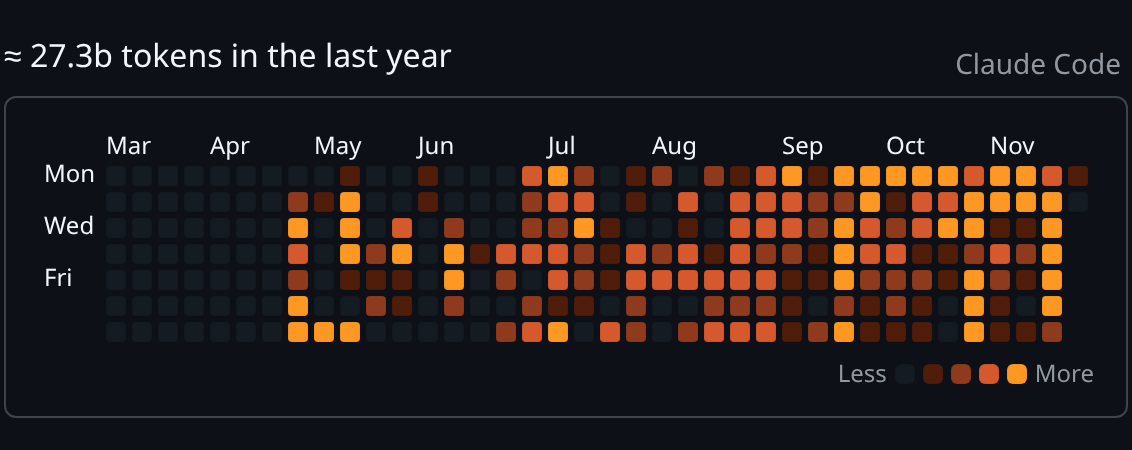 ≈ 27.3b tokens in the last year
Claude Code
Mar Apr May Jun Jul Aug Sep Oct Nov
Mon
Wed
Fri
Less More